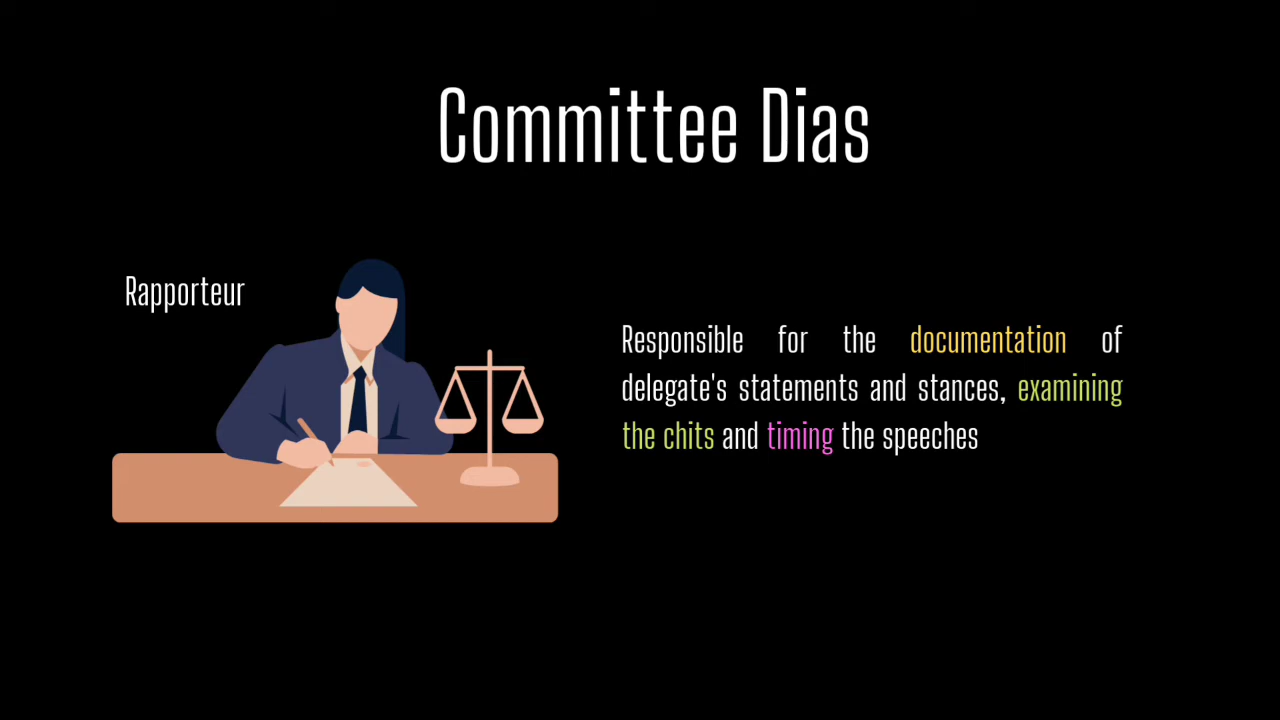 Committee Dias
Rapporteur
Responsible for the documentation of
delegate's statements and stances, examining
the chits and timing the speeches